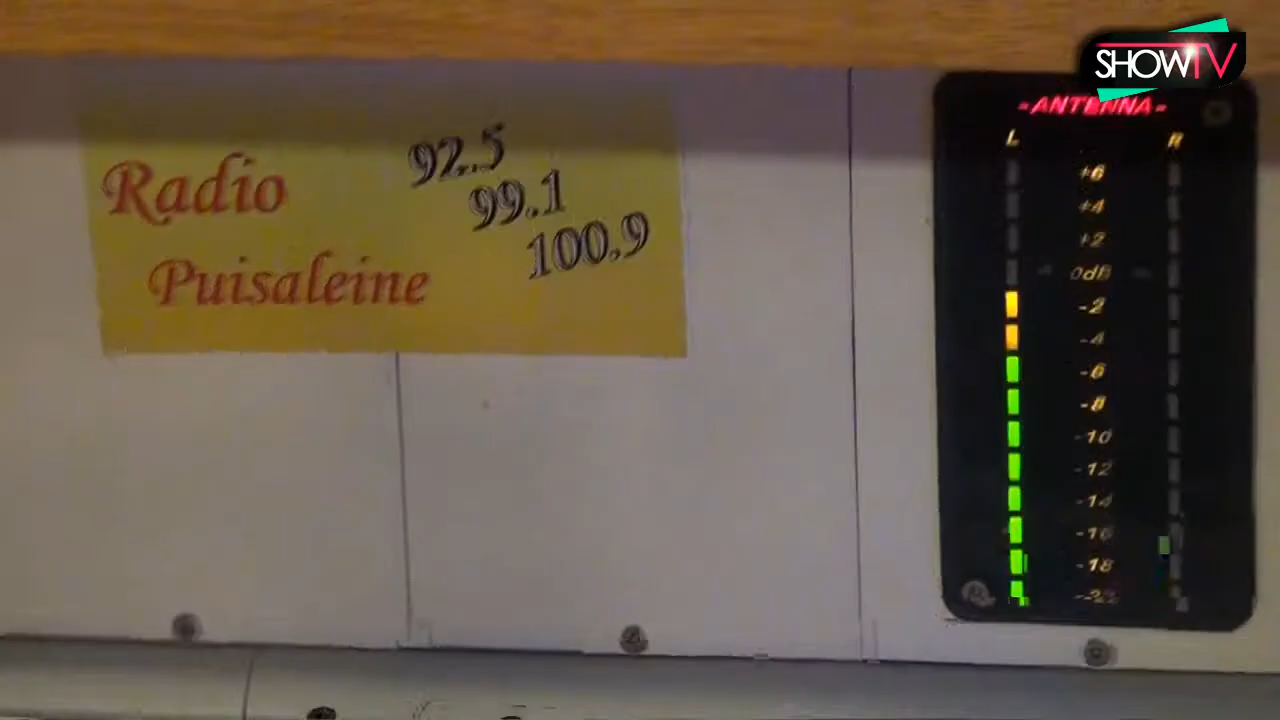 SHOWTV
Radio
Puisaleine
92.5
99.1
100.9
-ANTENNA-
L R
+6
+4
+2
0dB
-2
-4
-6
-8
-10
-12
-14
-16
-18
-22